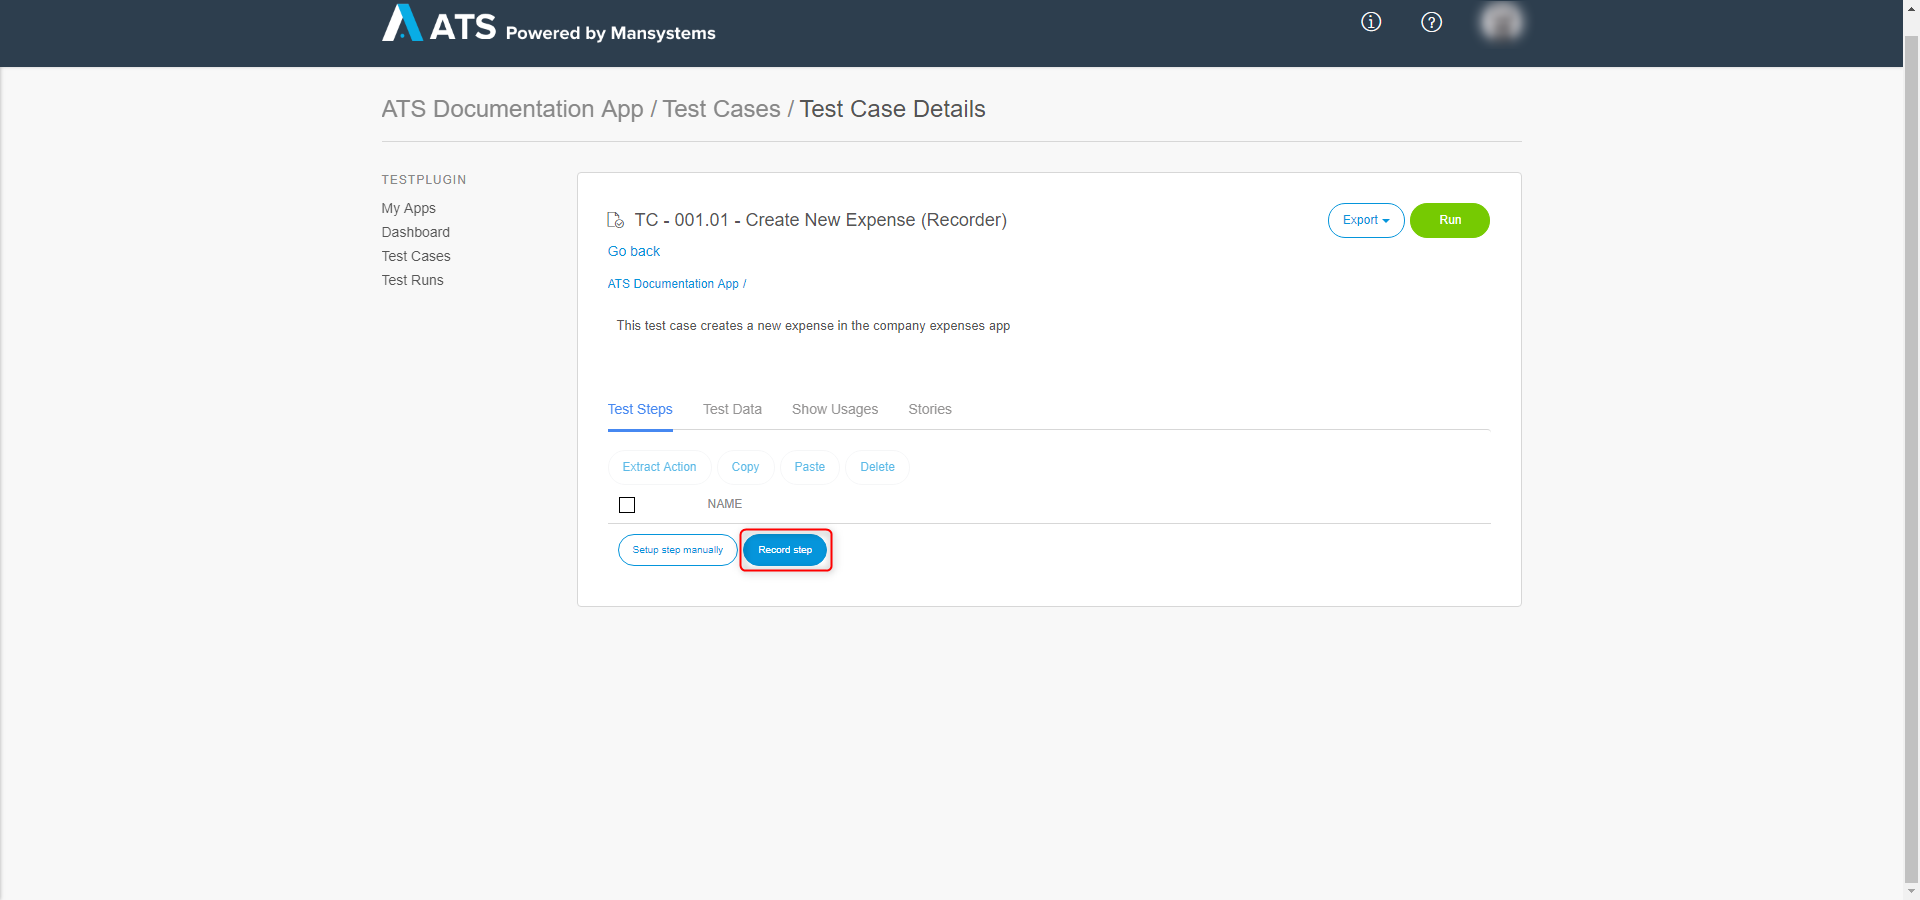 ATS Powered by Mansystems
ATS Documentation App / Test Cases / Test Case Details
TESTPLUGIN
My Apps
Dashboard
Test Cases
Test Runs
TC - 001.01 - Create New Expense (Recorder)
Export
Run
Go back
ATS Documentation App /
This test case creates a new expense in the company expenses app
Test Steps Test Data Show Usages Stories
Extract Action Copy Paste Delete
NAME
Setup step manually Record step